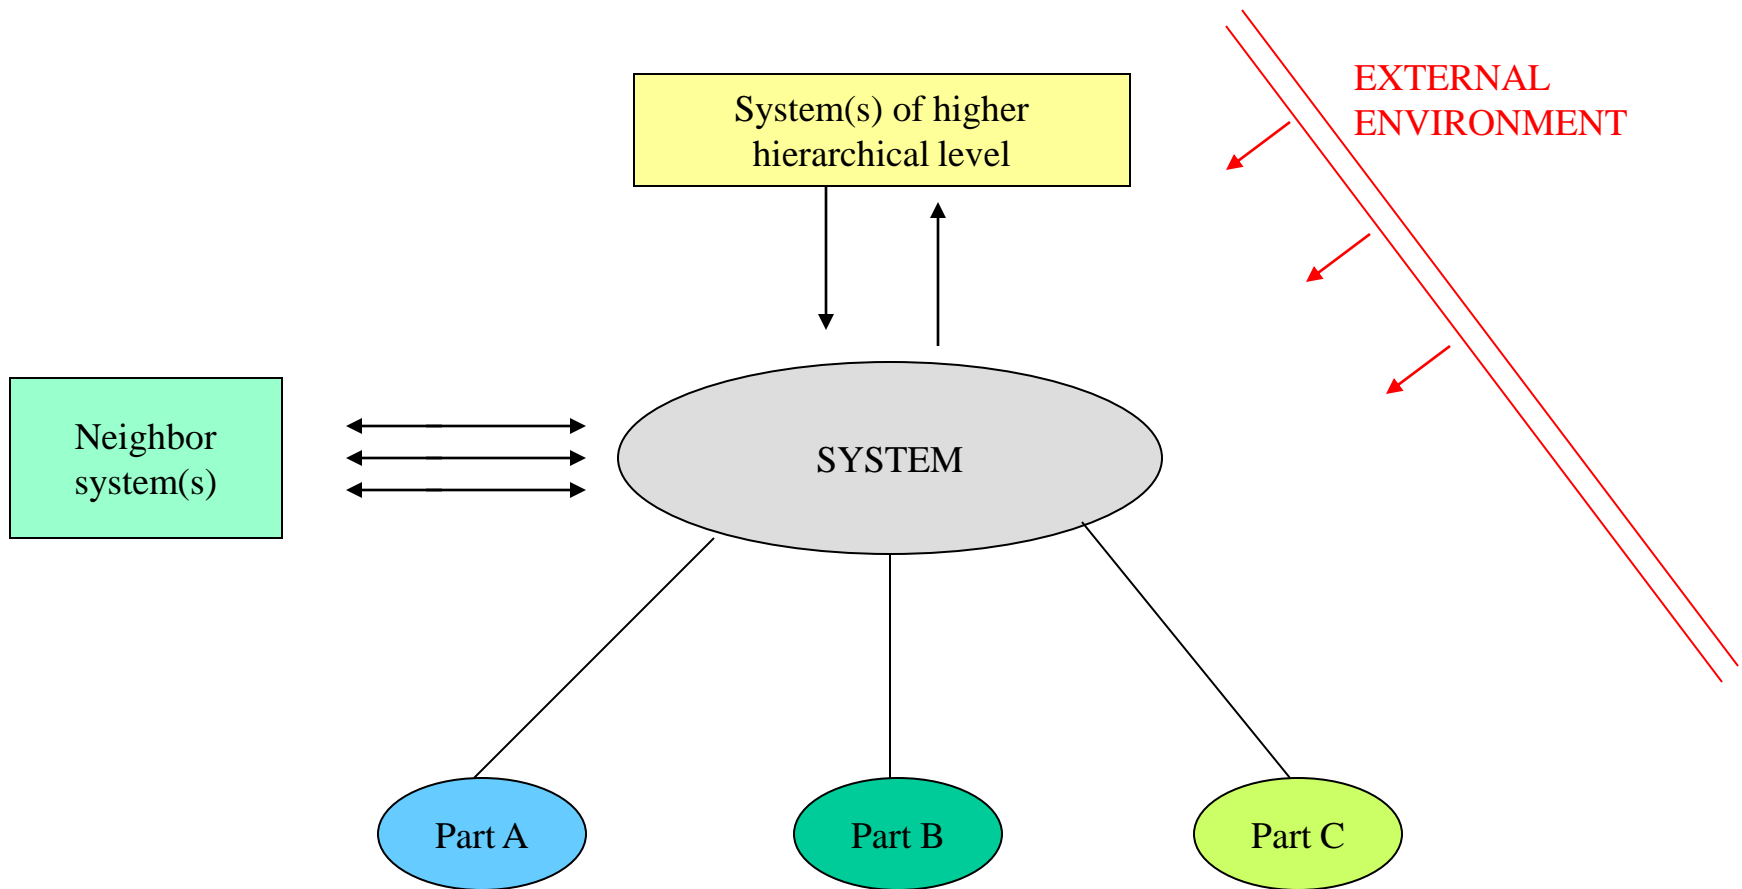 System(s) of higher
hierarchical level
EXTERNAL
ENVIRONMENT
Neighbor
system(s)
SYSTEM
Part A
Part B
Part C